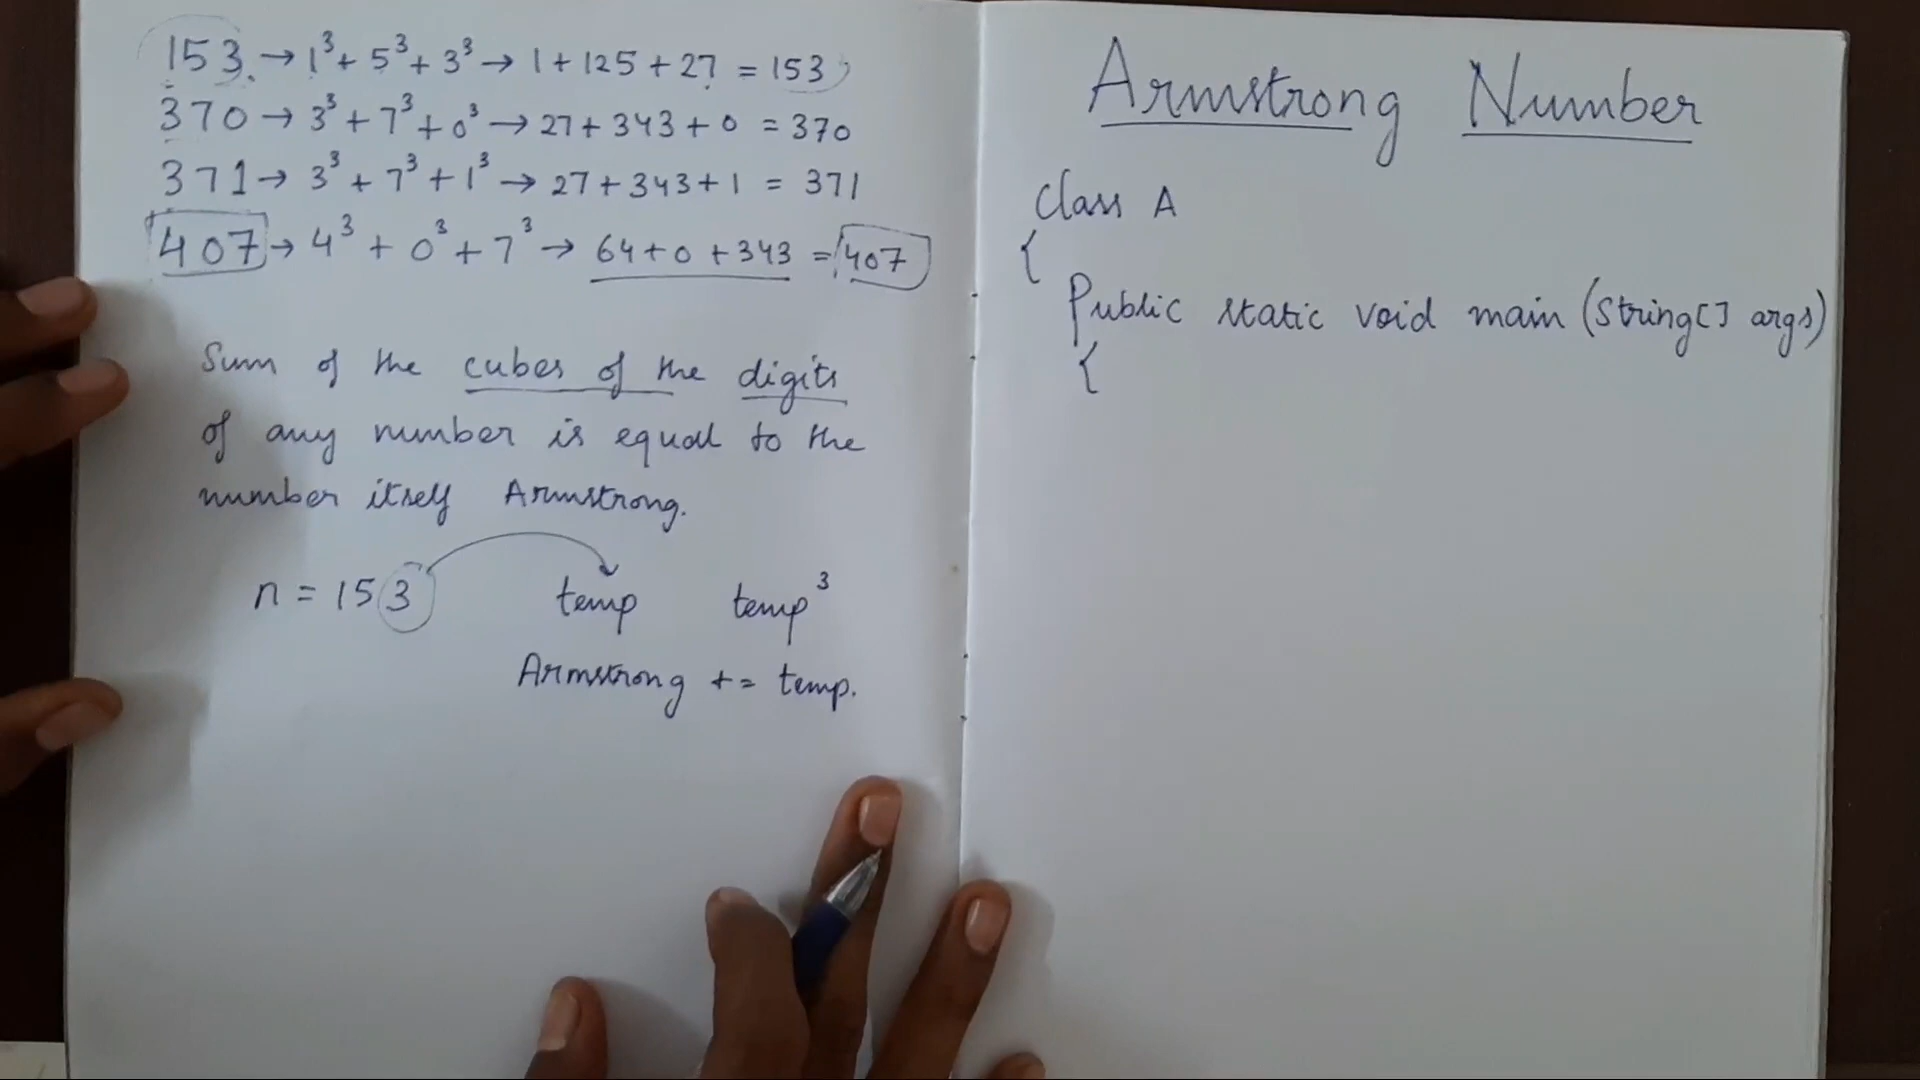 153 → 1³ + 5³ + 3³ → 1 + 125 + 27 = 153
370 → 3³ + 7³ + 0³ → 27 + 343 + 0 = 370
371 → 3³ + 7³ + 1³ → 27 + 343 + 1 = 371
407 → 4³ + 0³ + 7³ → 64 + 0 + 343 = 407
Sum of the cubes of the digits
of any number is equal to the
number itself Armstrong.
n = 153 temp temp³
Armstrong += temp.
Armstrong Number
Class A
{
Public static void main (String[] args)
{